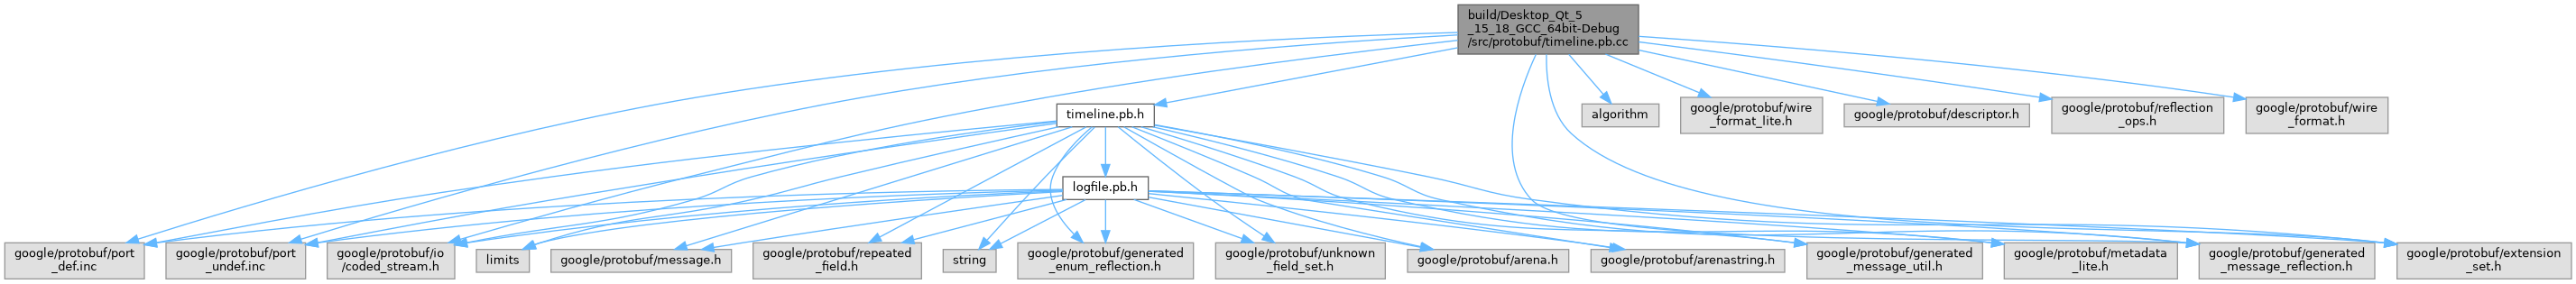 build/Desktop_Qt_5
_15_18_GCC_64bit-Debug
/src/protobuf/timeline.pb.cc
timeline.pb.h
algorithm
google/protobuf/wire
_format_lite.h
google/protobuf/descriptor.h
google/protobuf/reflection
_ops.h
google/protobuf/wire
_format.h
logfile.pb.h
google/protobuf/port
_def.inc
google/protobuf/port
_undef.inc
google/protobuf/io
/coded_stream.h
limits
google/protobuf/message.h
google/protobuf/repeated
_field.h
string
google/protobuf/generated
_enum_reflection.h
google/protobuf/unknown
_field_set.h
google/protobuf/arena.h
google/protobuf/arenastring.h
google/protobuf/generated
_message_util.h
google/protobuf/metadata
_lite.h
google/protobuf/generated
_message_reflection.h
google/protobuf/extension
_set.h